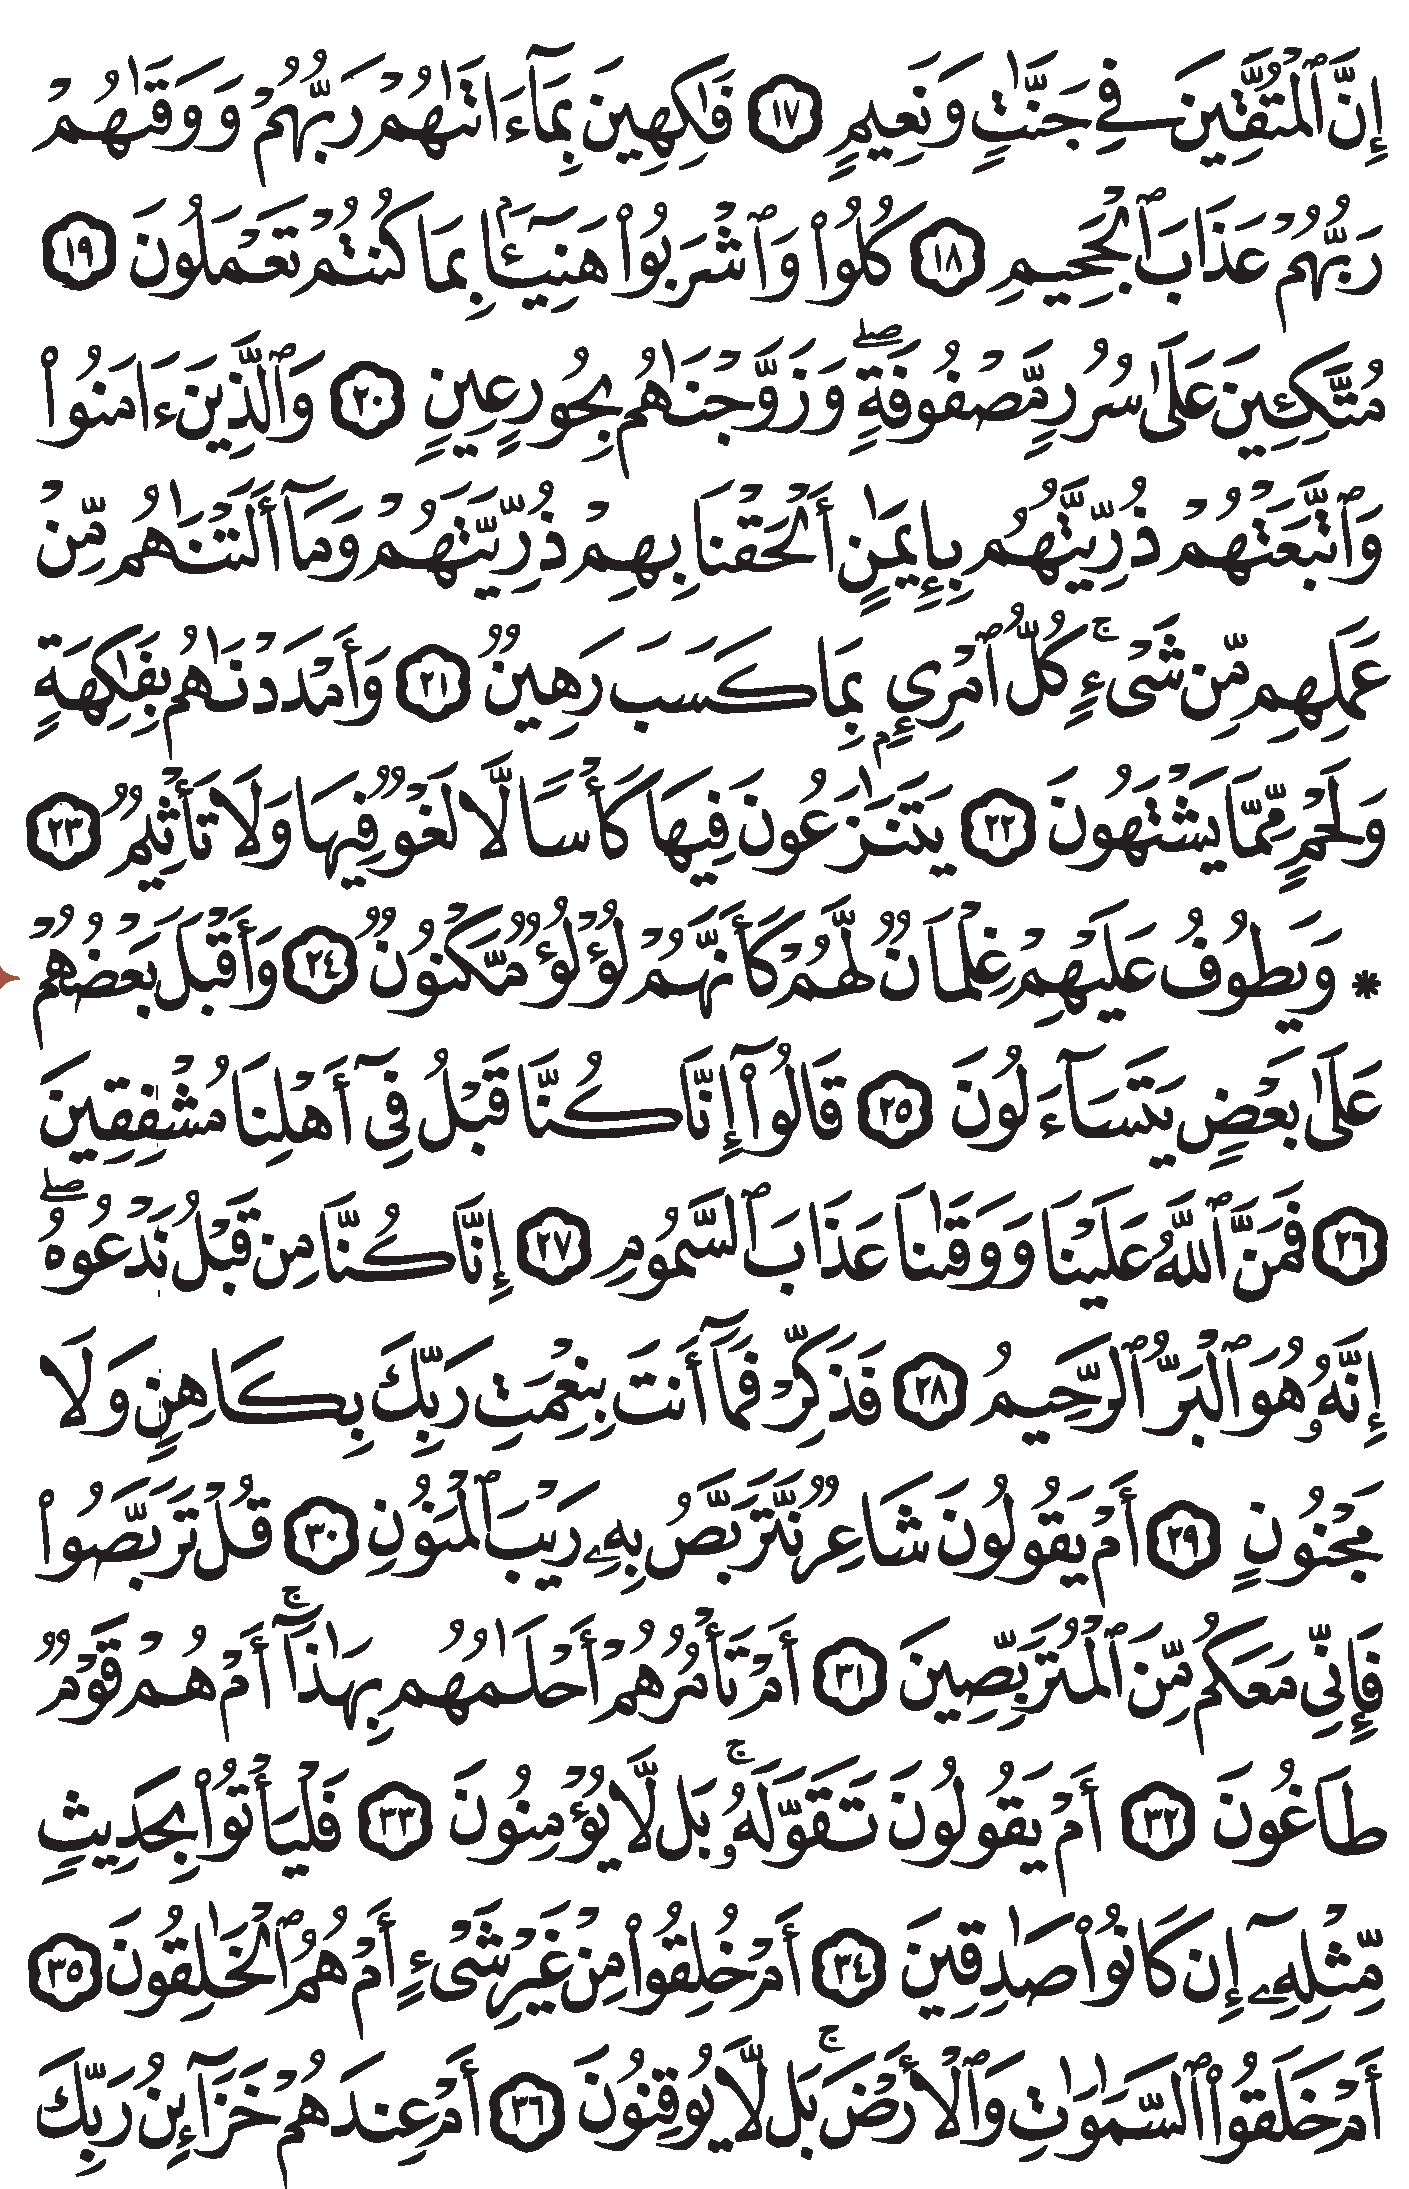 إِنَّ ٱلْمُتَّقِينَ فِى جَنَّٰتٍ وَنَعِيمٍ ١٧ فَٰكِهِينَ بِمَآ ءَاتَىٰهُمْ رَبُّهُمْ وَوَقَىٰهُمْ
رَبُّهُمْ عَذَابَ ٱلْجَحِيمِ ١٨ كُلُوا۟ وَٱشْرَبُوا۟ هَنِيٓـًٔۢا بِمَا كُنتُمْ تَعْمَلُونَ ١٩
مُتَّكِـِٔينَ عَلَىٰ سُرُرٍ مَّصْفُوفَةٍ ۖ وَزَوَّجْنَٰهُم بِحُورٍ عِينٍ ٢٠ وَٱلَّذِينَ ءَامَنُوا۟
وَٱتَّبَعَتْهُمْ ذُرِّيَّتُهُم بِإِيمَٰنٍ أَلْحَقْنَا بِهِمْ ذُرِّيَّتَهُمْ وَمَآ أَلَتْنَٰهُم مِّنْ
عَمَلِهِم مِّن شَىْءٍ ۚ كُلُّ ٱمْرِئٍۭ بِمَا كَسَبَ رَهِينٌ ٢١ وَأَمْدَدْنَٰهُم بِفَٰكِهَةٍ
وَلَحْمٍ مِّمَّا يَشْتَهُونَ ٢٢ يَتَنَٰزَعُونَ فِيهَا كَأْسًا لَّا لَغْوٌ فِيهَا وَلَا تَأْثِيمٌ ٢٣
* وَيَطُوفُ عَلَيْهِمْ غِلْمَانٌ لَّهُمْ كَأَنَّهُمْ لُؤْلُؤٌ مَّكْنُونٌ ٢٤ وَأَقْبَلَ بَعْضُهُمْ
عَلَىٰ بَعْضٍ يَتَسَآءَلُونَ ٢٥ قَالُوٓا۟ إِنَّا كُنَّا قَبْلُ فِىٓ أَهْلِنَا مُشْفِقِينَ
٢٦ فَمَنَّ ٱللَّهُ عَلَيْنَا وَوَقَىٰنَا عَذَابَ ٱلسَّمُومِ ٢٧ إِنَّا كُنَّا مِن قَبْلُ نَدْعُوهُ ۖ
إِنَّهُۥ هُوَ ٱلْبَرُّ ٱلرَّحِيمُ ٢٨ فَذَكِّرْ فَمَآ أَنتَ بِنِعْمَتِ رَبِّكَ بِكَاهِنٍ وَلَا
مَجْنُونٍ ٢٩ أَمْ يَقُولُونَ شَاعِرٌ نَّتَرَبَّصُ بِهِۦ رَيْبَ ٱلْمَنُونِ ٣٠ قُلْ تَرَبَّصُوا۟
فَإِنِّى مَعَكُم مِّنَ ٱلْمُتَرَبِّصِينَ ٣١ أَمْ تَأْمُرُهُمْ أَحْلَٰمُهُم بِهَٰذَآ ۚ أَمْ هُمْ قَوْمٌ
طَاغُونَ ٣٢ أَمْ يَقُولُونَ تَقَوَّلَهُۥ ۚ بَل لَّا يُؤْمِنُونَ ٣٣ فَلْيَأْتُوا۟ بِحَدِيثٍ
مِّثْلِهِۦٓ إِن كَانُوا۟ صَٰدِقِينَ ٣٤ أَمْ خُلِقُوا۟ مِنْ غَيْرِ شَىْءٍ أَمْ هُمُ ٱلْخَٰلِقُونَ ٣٥
أَمْ خَلَقُوا۟ ٱلسَّمَٰوَٰتِ وَٱلْأَرْضَ ۚ بَل لَّا يُوقِنُونَ ٣٦ أَمْ عِندَهُمْ خَزَآئِنُ رَبِّكَ